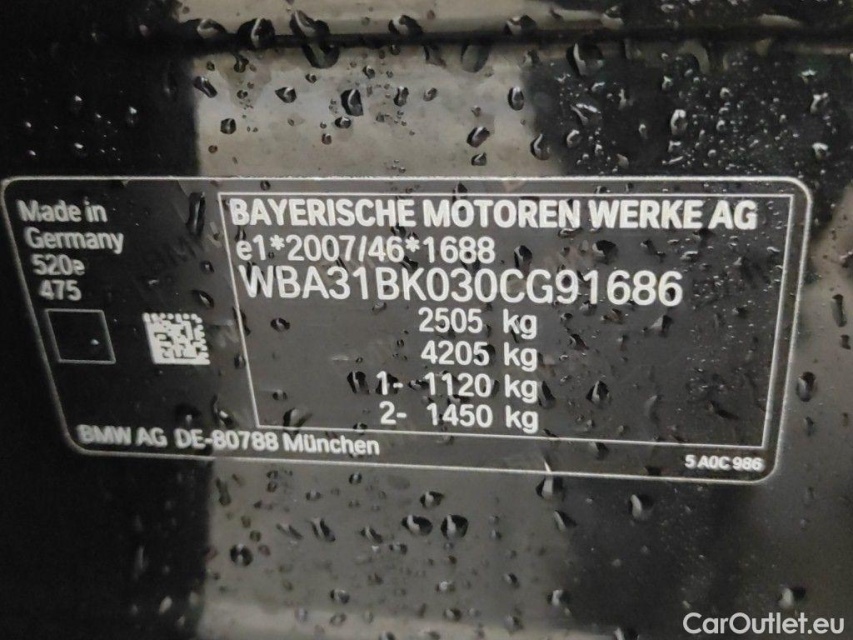 Made in
Germany
520e
475
BAYERISCHE MOTOREN WERKE AG
e1*2007/46*1688
WBA31BK030CG91686
2505 kg
4205 kg
1- 1120 kg
2- 1450 kg
BMW AG DE-80788 München
5 A0C 986
CarOutlet.eu